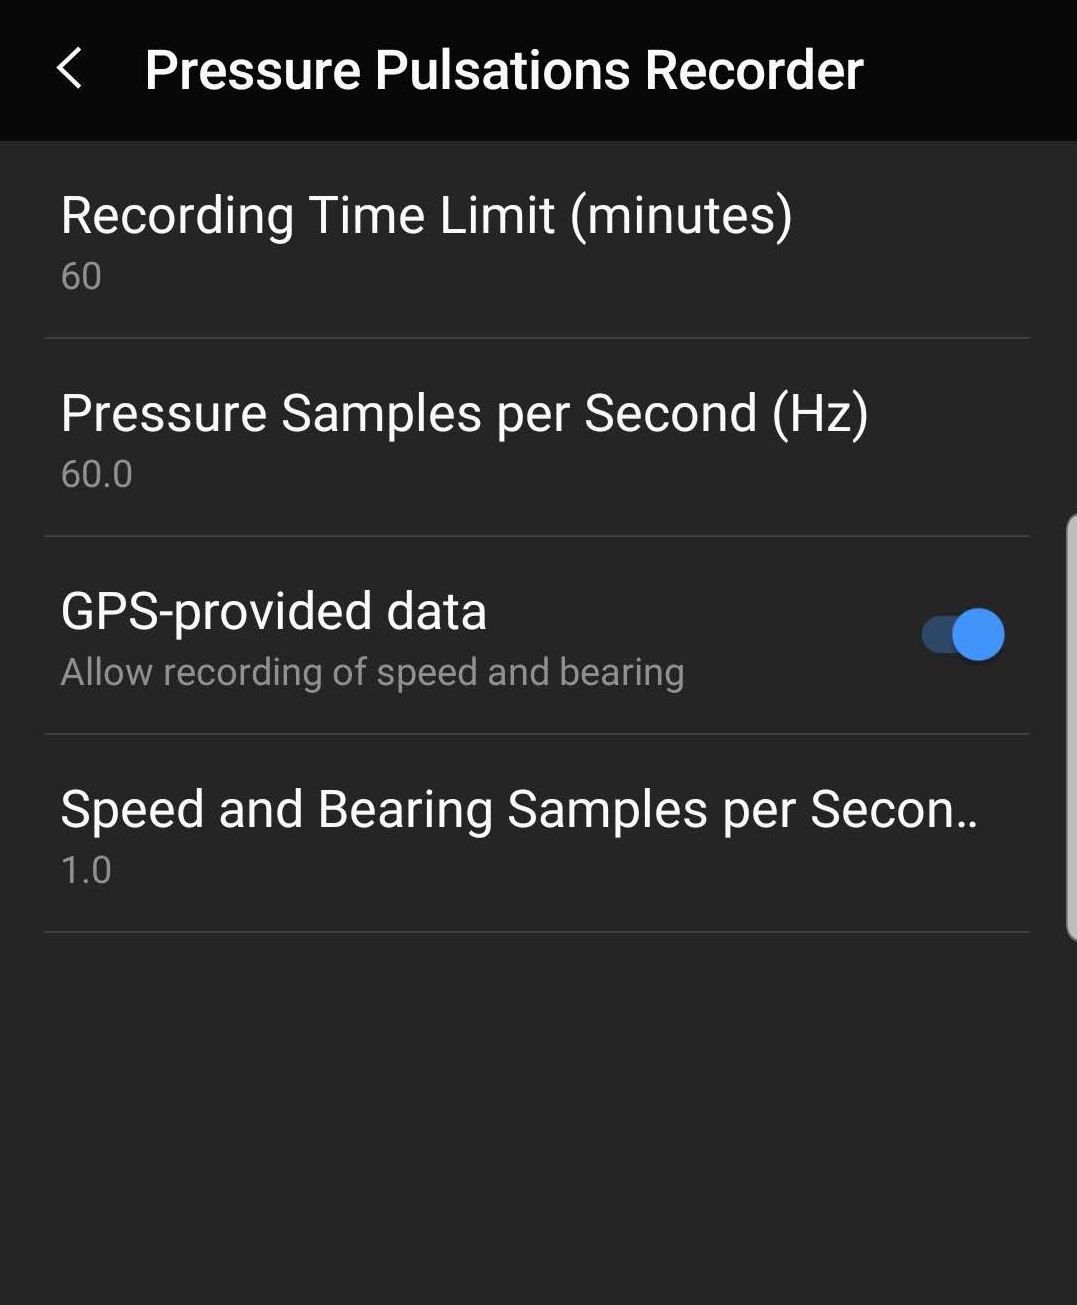 Pressure Pulsations Recorder
Recording Time Limit (minutes)
60
Pressure Samples per Second (Hz)
60.0
GPS-provided data
Allow recording of speed and bearing
Speed and Bearing Samples per Secon..
1.0